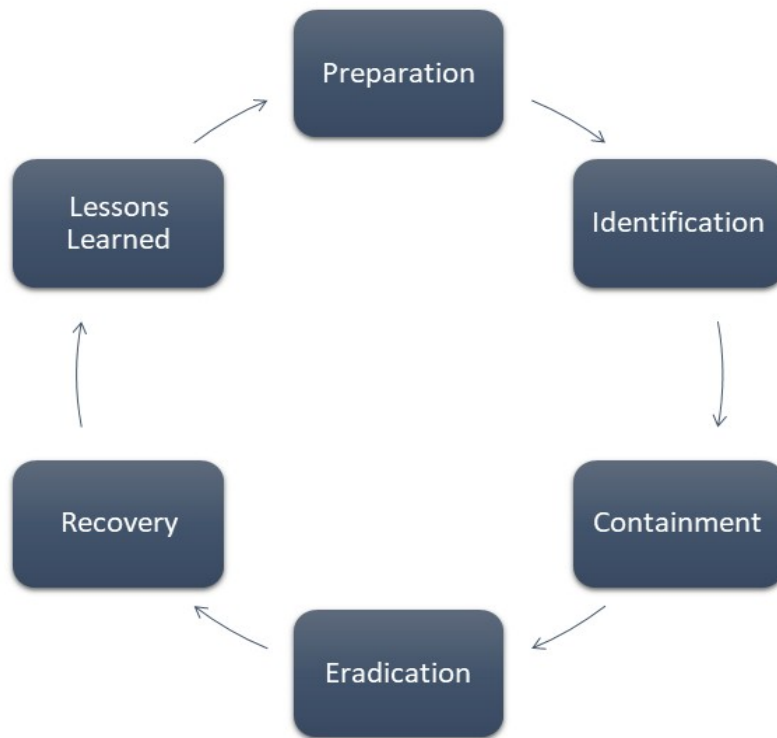 Preparation
Identification
Containment
Eradication
Recovery
Lessons
Learned